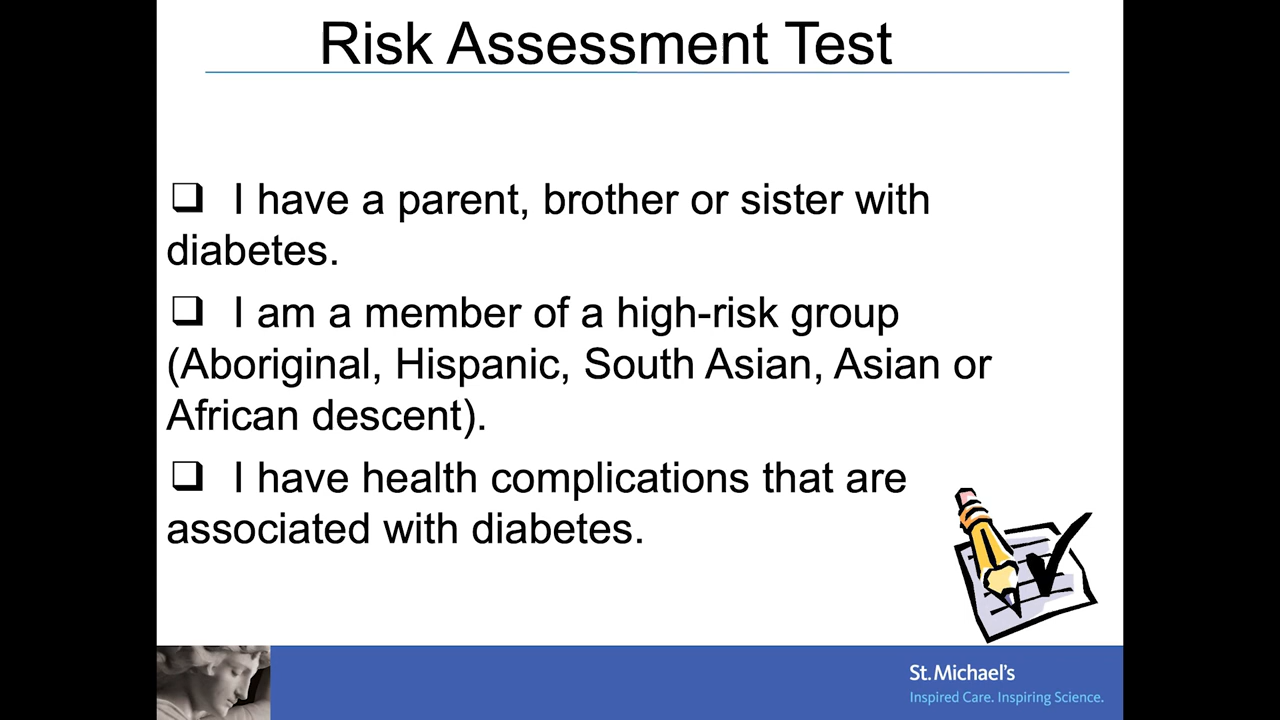 Risk Assessment Test
❑ I have a parent, brother or sister with
diabetes.
❑ I am a member of a high-risk group
(Aboriginal, Hispanic, South Asian, Asian or
African descent).
❑ I have health complications that are
associated with diabetes.
St. Michael's
Inspired Care. Inspiring Science.